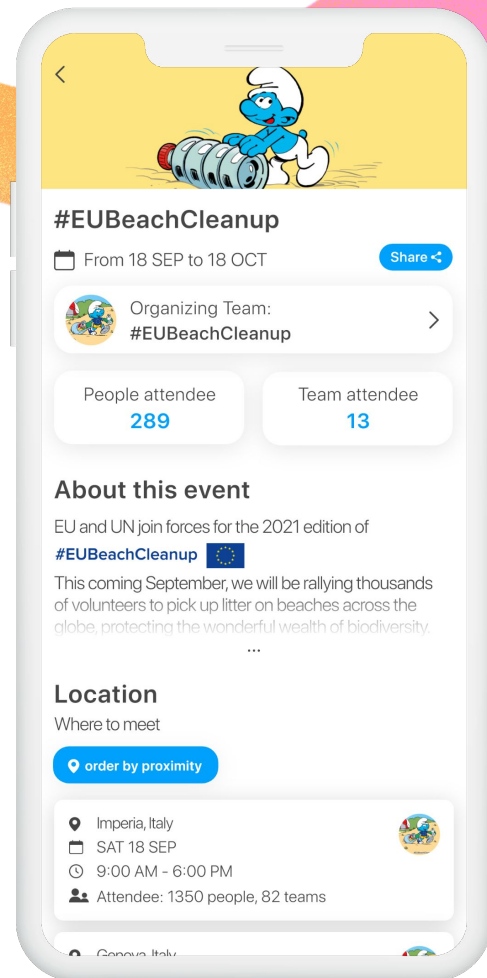 #EUBeachCleanup
From 18 SEP to 18 OCT
Share
Organizing Team:
#EUBeachCleanup
People attendee
289
Team attendee
13
About this event
EU and UN join forces for the 2021 edition of
#EUBeachCleanup
This coming September, we will be rallying thousands
of volunteers to pick up litter on beaches across the
globe, protecting the wonderful wealth of biodiversity.
...
Location
Where to meet
order by proximity
Imperia, Italy
SAT 18 SEP
9:00 AM - 6:00 PM
Attendee: 1350 people, 82 teams
Genova, Italy